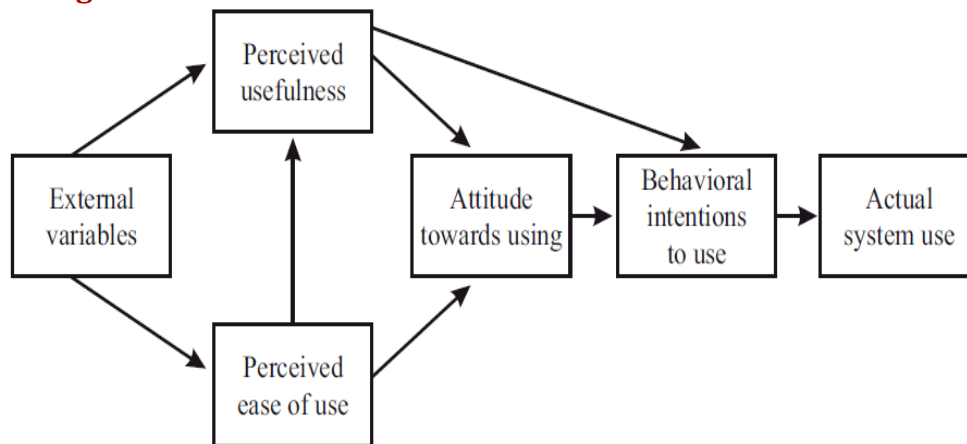 Perceived
usefulness
External
variables
Attitude
towards using
Behavioral
intentions
to use
Actual
system use
Perceived
ease of use